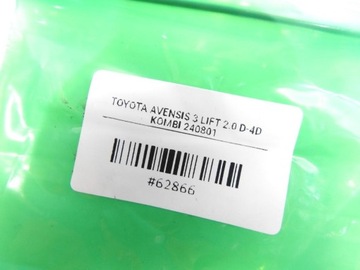 TOYOTA AVENSIS 3 LIFT 2.0 D-4D
KOMBI 240801
#62866